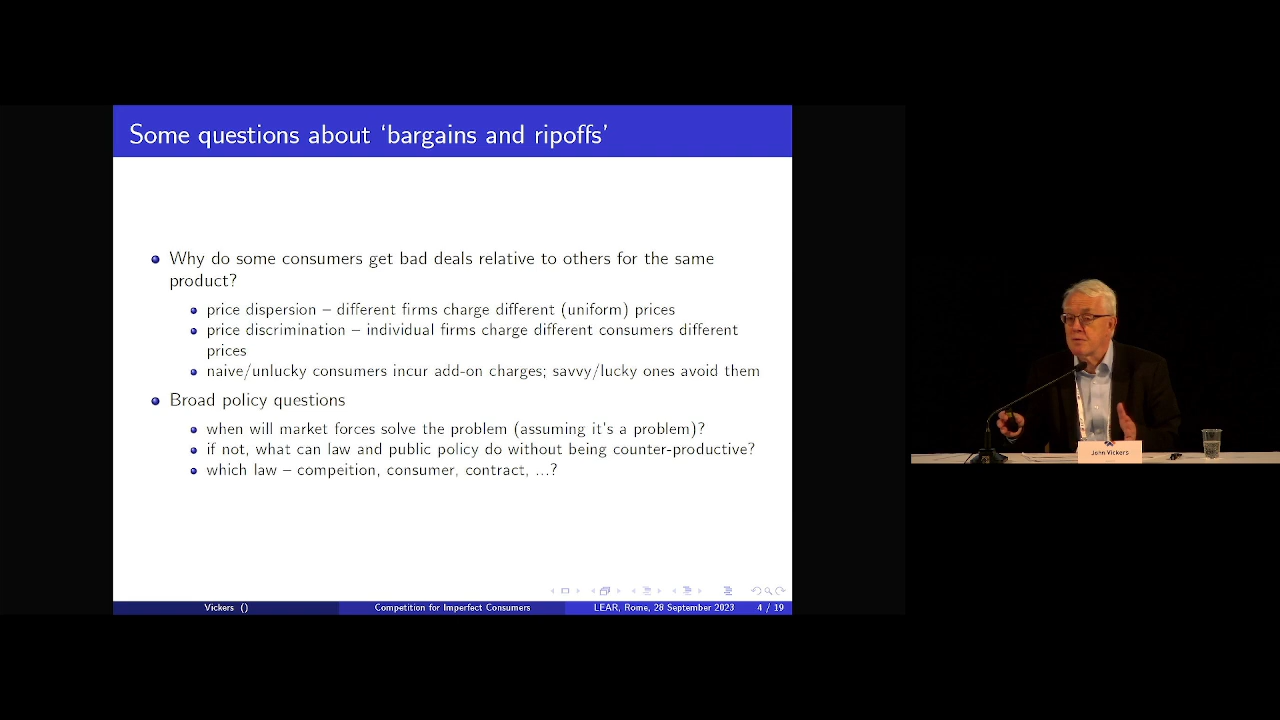 Some questions about ‘bargains and ripoffs’
Why do some consumers get bad deals relative to others for the same
product?
price dispersion – different firms charge different (uniform) prices
price discrimination – individual firms charge different consumers different
prices
naive/unlucky consumers incur add-on charges; savvy/lucky ones avoid them
Broad policy questions
when will market forces solve the problem (assuming it's a problem)?
if not, what can law and public policy do without being counter-productive?
which law – compeition, consumer, contract, ...?
Vickers ()
Competition for Imperfect Consumers
LEAR, Rome, 28 September 2023
4 / 19
John Vickers